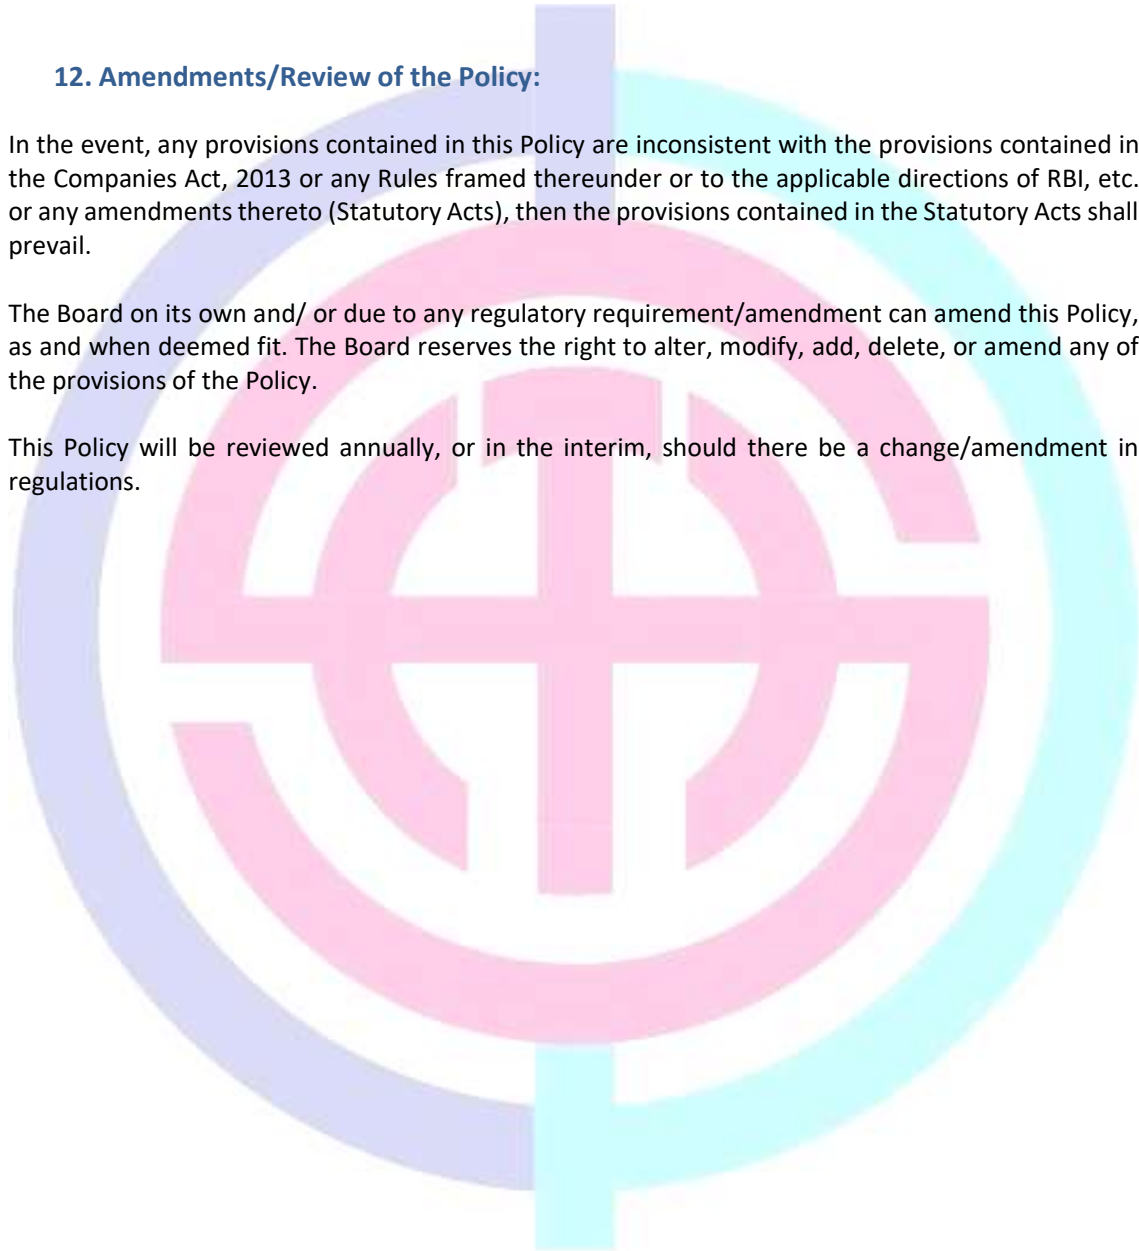 12. Amendments/Review of the Policy:
In the event, any provisions contained in this Policy are inconsistent with the provisions contained in
the Companies Act, 2013 or any Rules framed thereunder or to the applicable directions of RBI, etc.
or any amendments thereto (Statutory Acts), then the provisions contained in the Statutory Acts shall
prevail.
The Board on its own and/ or due to any regulatory requirement/amendment can amend this Policy,
as and when deemed fit. The Board reserves the right to alter, modify, add, delete, or amend any of
the provisions of the Policy.
This Policy will be reviewed annually, or in the interim, should there be a change/amendment in
regulations.